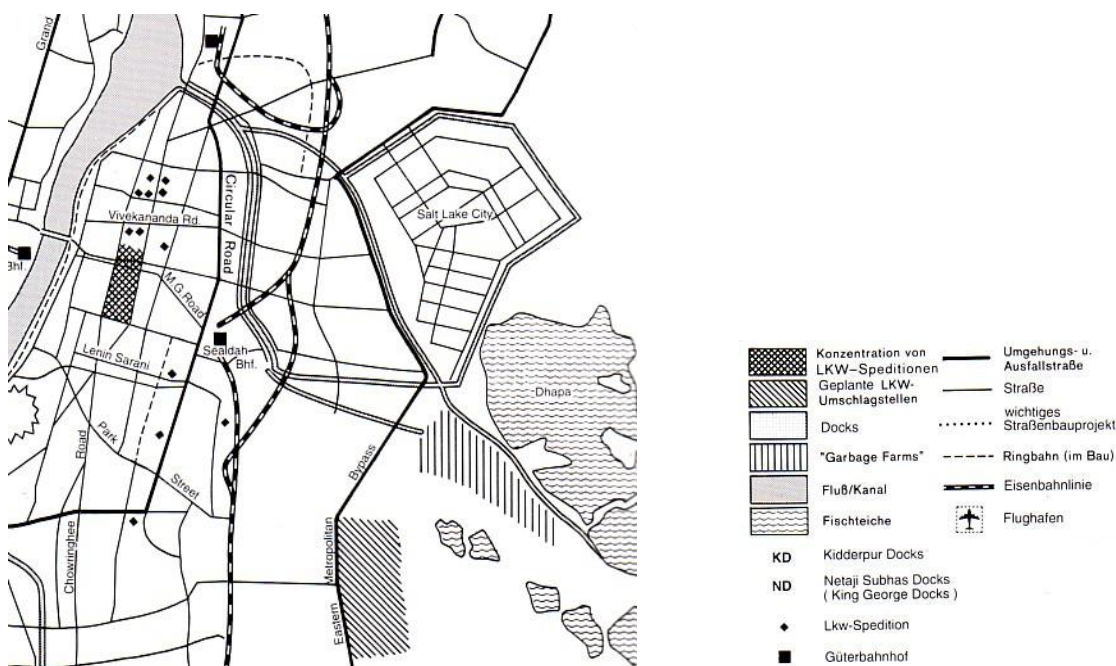 Grand
Circular Road
Vivekananda Rd.
Salt Lake City
Bhf.
M.G Road
Lenin Sarani
Sealdah
Bhf.
Dhapa
Park
Street
Road
Chowringhee
Bypass
Metropolitan
Eastern
Konzentration von
LKW-Speditionen
Geplante LKW-
Umschlagstellen
Docks
"Garbage Farms"
Fluß/Kanal
Fischteiche
KD Kidderpur Docks
ND Netaji Subhas Docks
( King George Docks )
Lkw-Spedition
Güterbahnhof
Umgehungs- u.
Ausfallstraße
Straße
wichtiges
Straßenbauprojekt
Ringbahn (im Bau)
Eisenbahnlinie
Flughafen